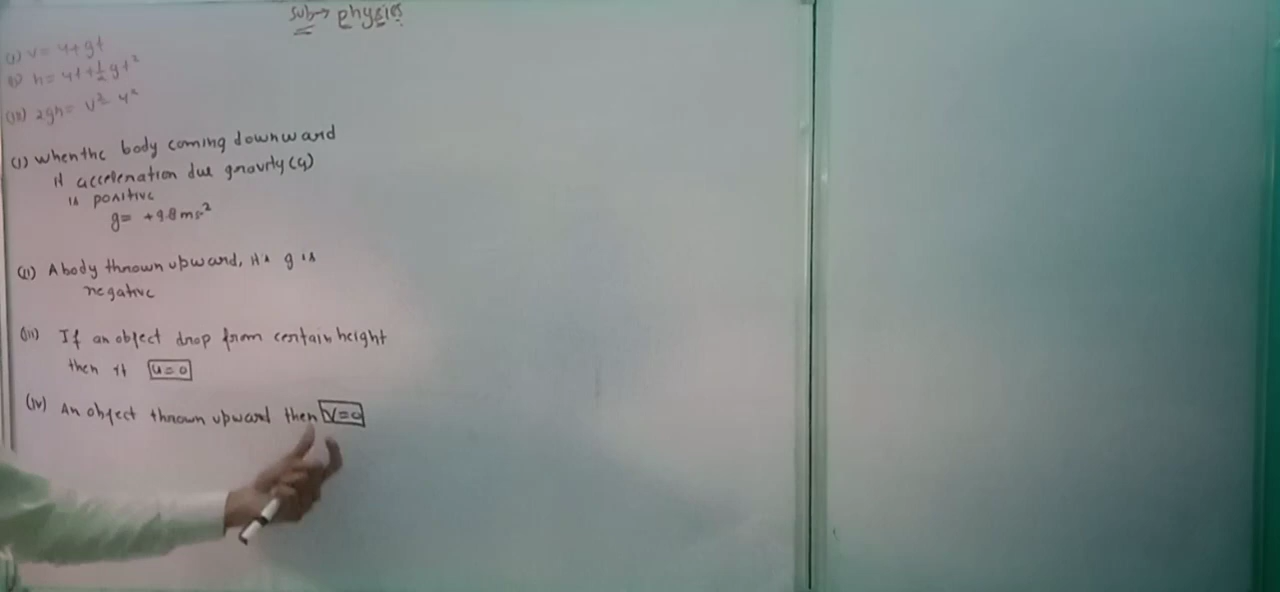 sub→ physics
(i) v= u+gt
(ii) h= ut+½gt²
(iii) 2gh= v²- u²
(i) When the body coming downward
it acceleration due gravity (g)
is positive
g= +9.8 ms⁻²
(ii) A body thrown upward, it's g is
negative
(iii) If an object drop from certain height
then it u=0
(iv) An object thrown upward then v=0